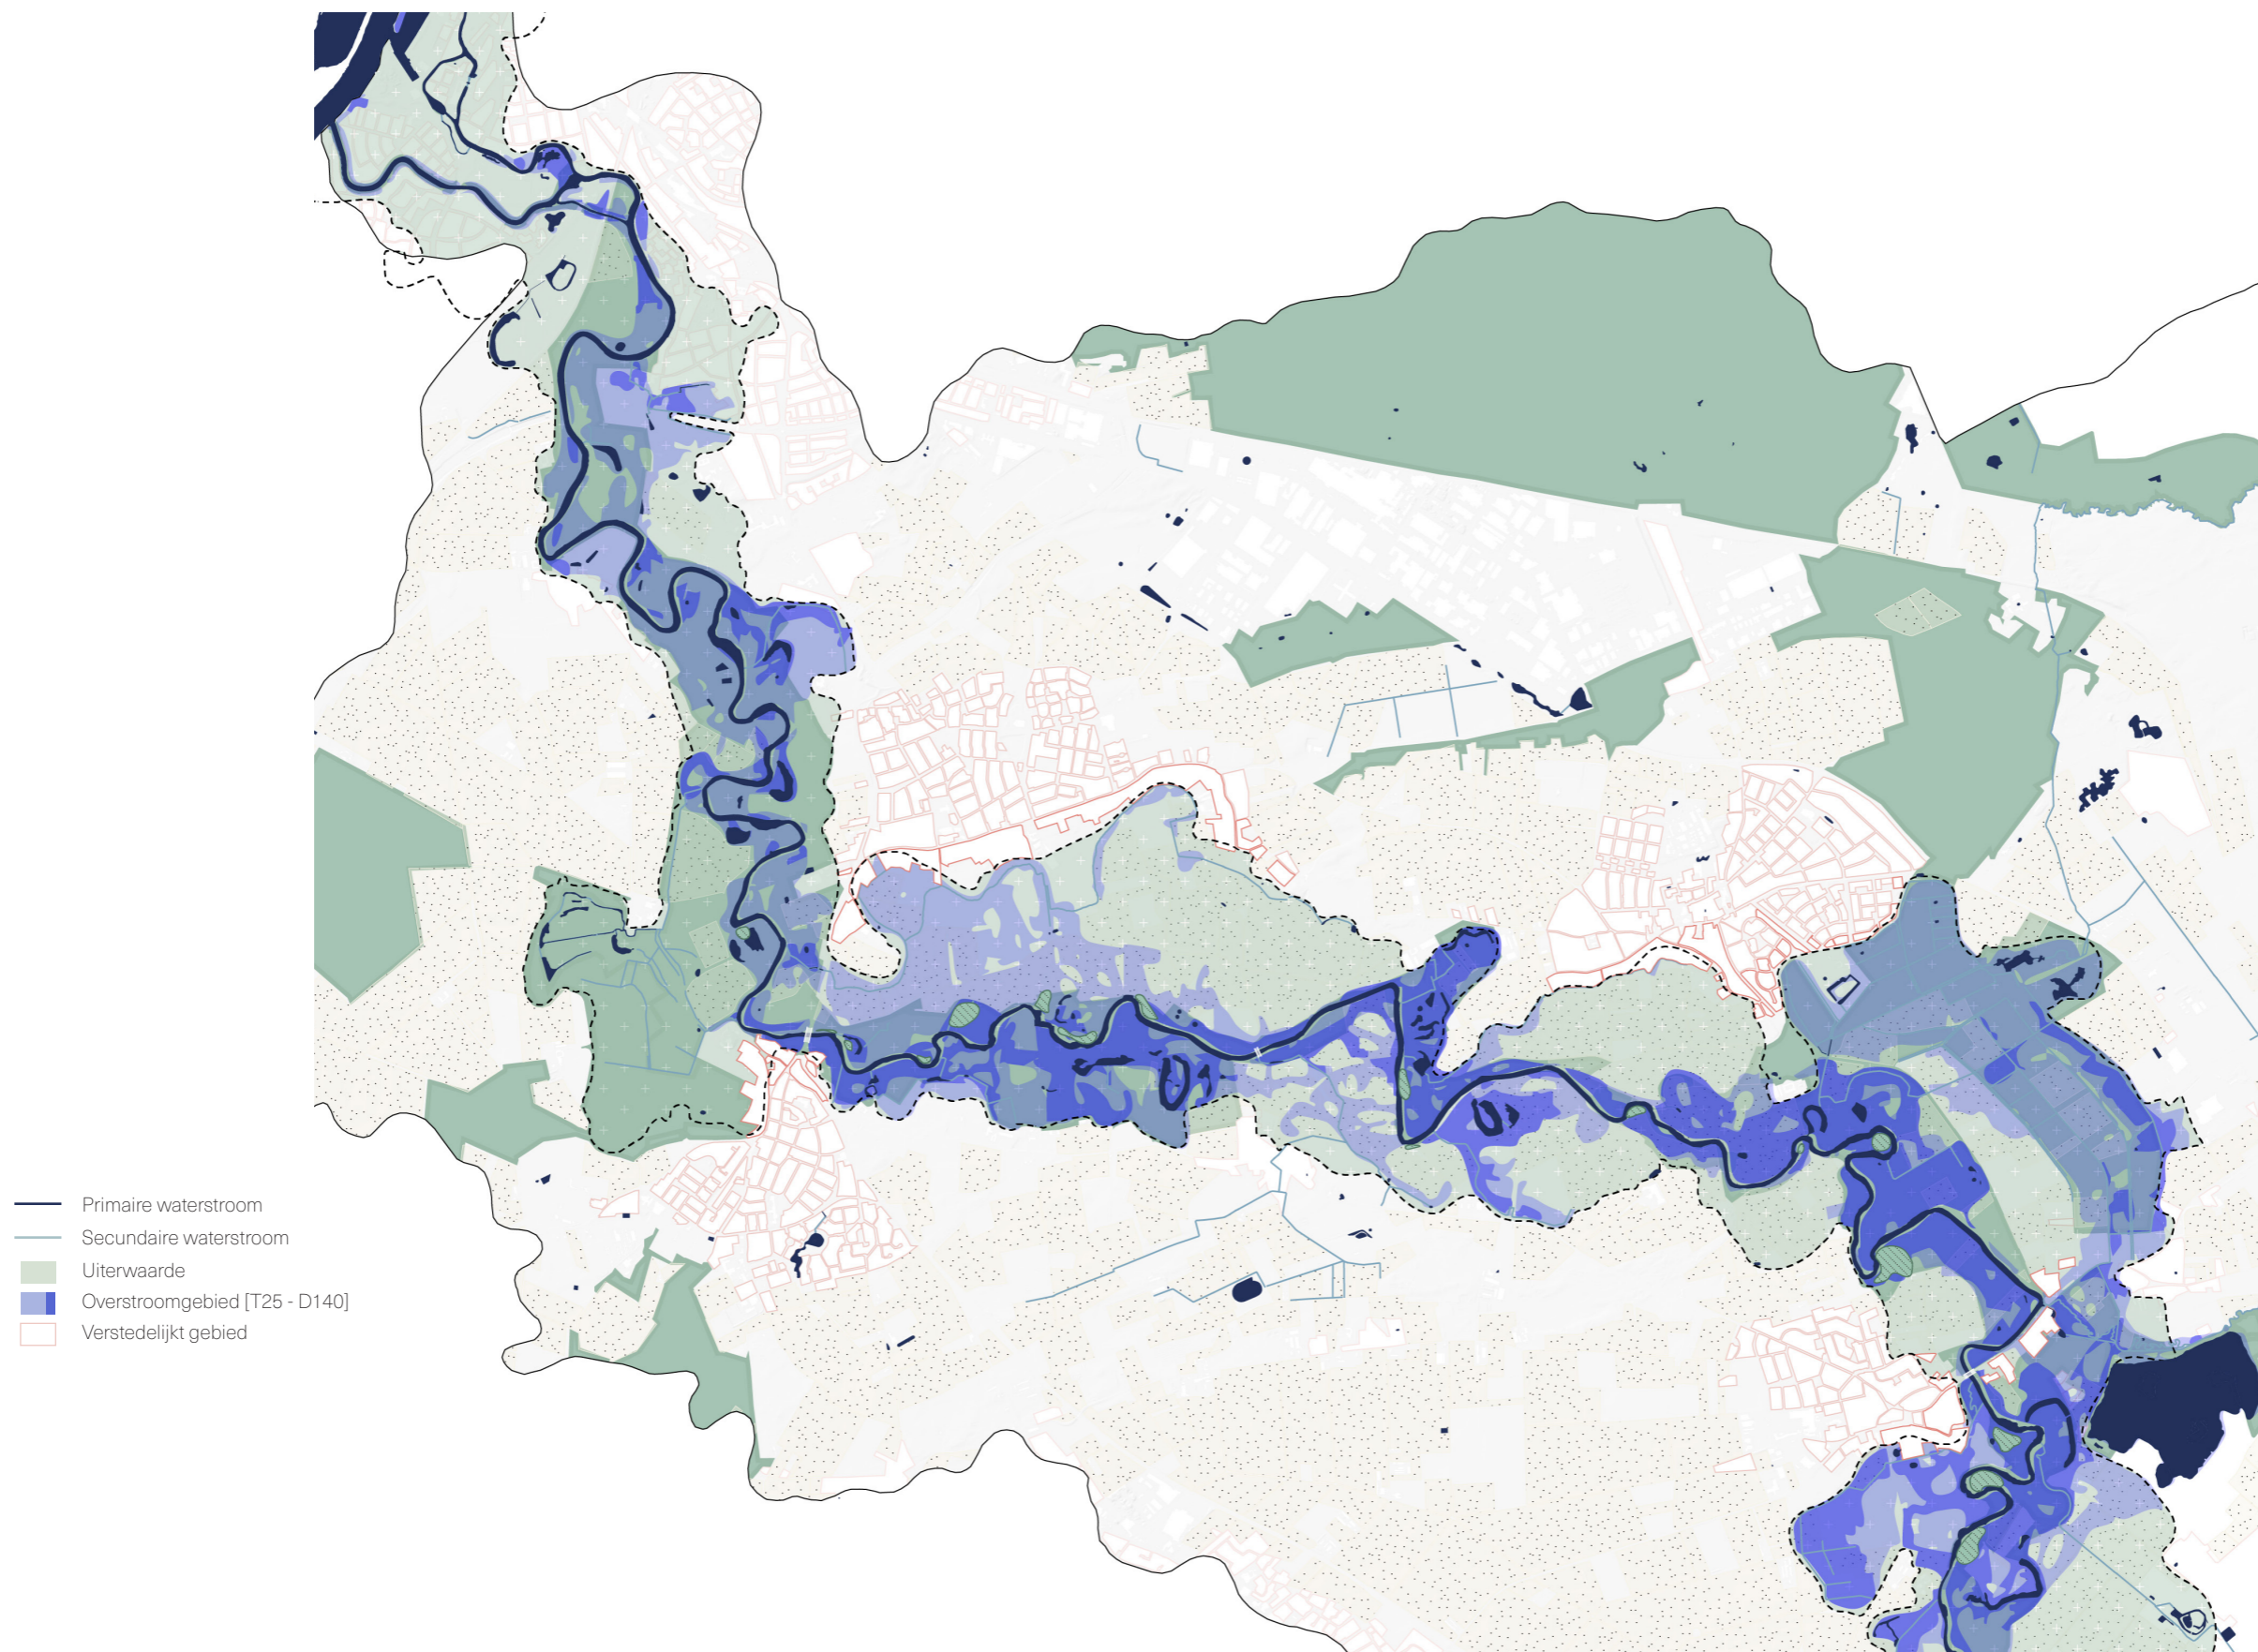 Primaire waterstroom
Secundaire waterstroom
Uiterwaarde
Overstroomgebied [T25 - D140]
Verstedelijkt gebied